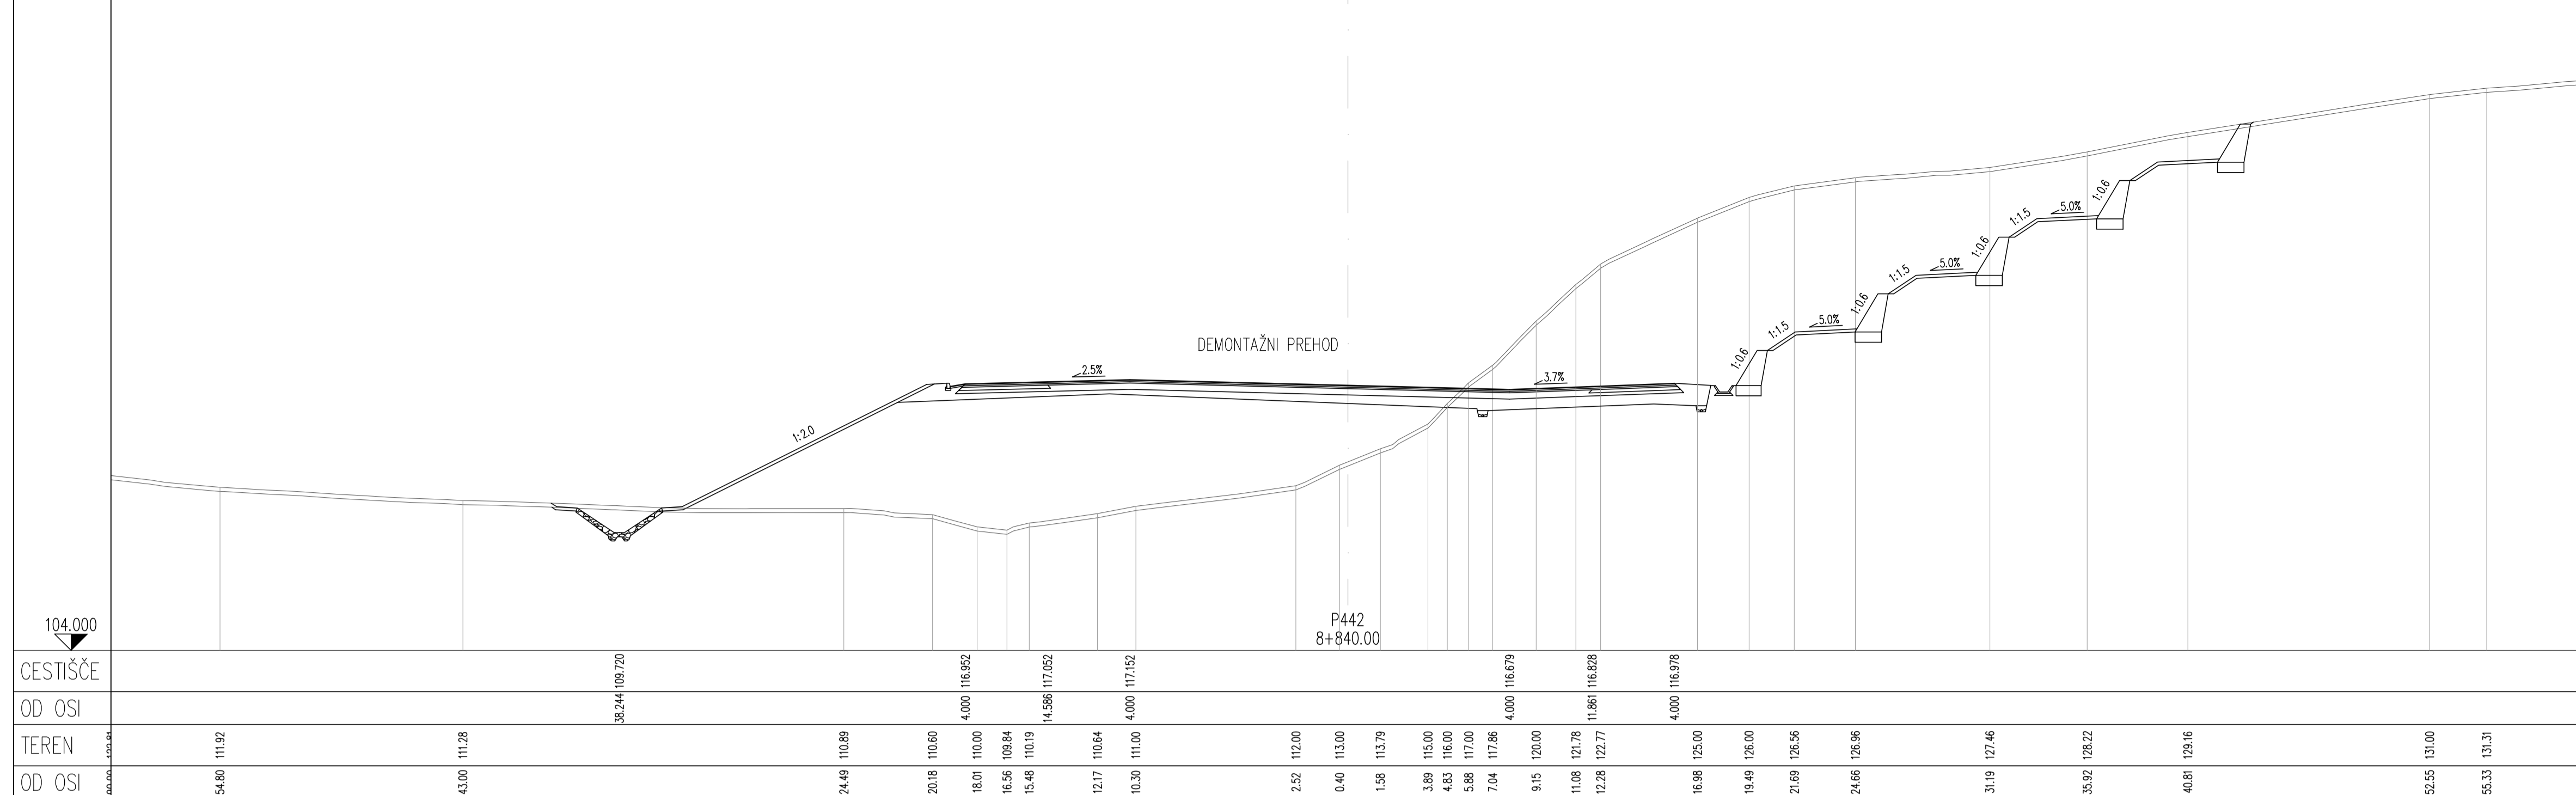 1:0.6
5.0%
1:1.5
1:0.6
5.0%
1:1.5
1:0.6
5.0%
1:1.5
1:0.6
DEMONTAŽNI PREHOD
2.5%
3.7%
1:2.0
P442
8+840.00
104.000
CESTIŠČE 109.720 116.952 117.052 117.152 116.679 116.828 116.978
OD OSI 38.244 4.000 14.586 4.000 4.000 11.861 4.000
TEREN 111.92 111.28 110.89 110.60 110.00 109.84 110.19 110.64 111.00 112.00 113.00 113.79 115.00 116.00 117.00 117.86 120.00 121.78 122.77 125.00 126.00 126.56 126.96 127.46 128.22 129.16 131.00 131.31
OD OSI 54.80 43.00 24.49 20.18 18.01 16.56 15.48 12.17 10.30 2.52 0.40 1.58 3.89 4.83 5.88 7.04 9.15 11.08 12.28 16.98 19.49 21.69 24.66 31.19 35.92 40.81 52.55 55.33